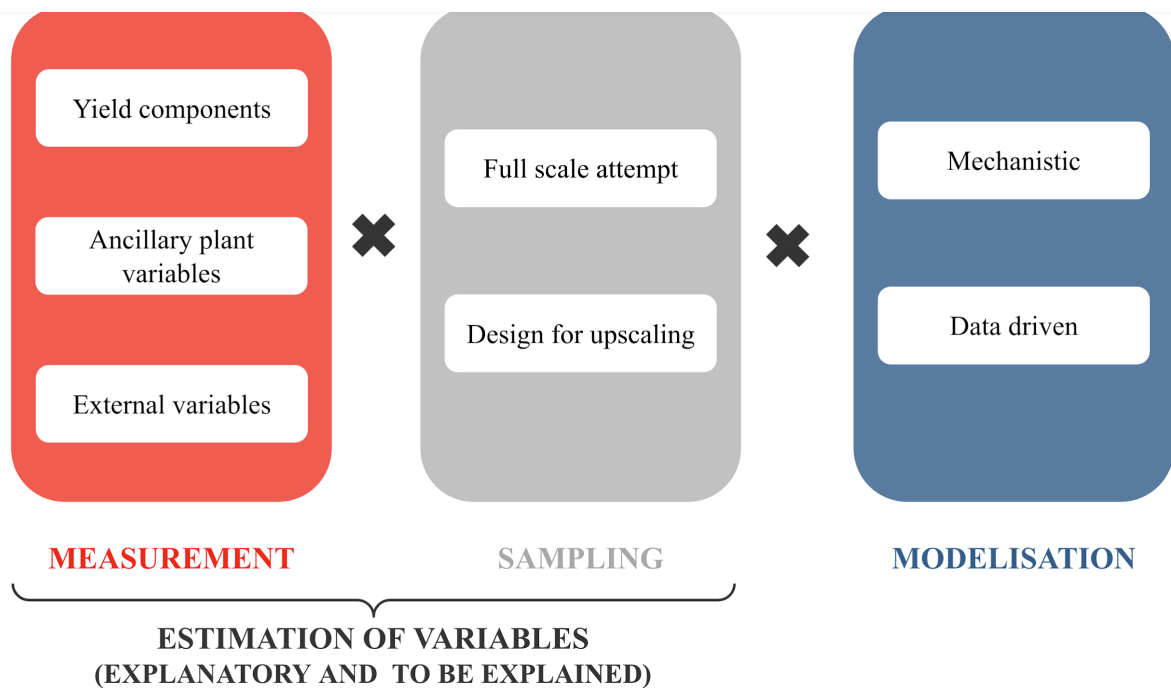 Yield components
Ancillary plant
variables
External variables
Full scale attempt
Design for upscaling
Mechanistic
Data driven
MEASUREMENT
SAMPLING
MODELISATION
ESTIMATION OF VARIABLES
(EXPLANATORY AND TO BE EXPLAINED)